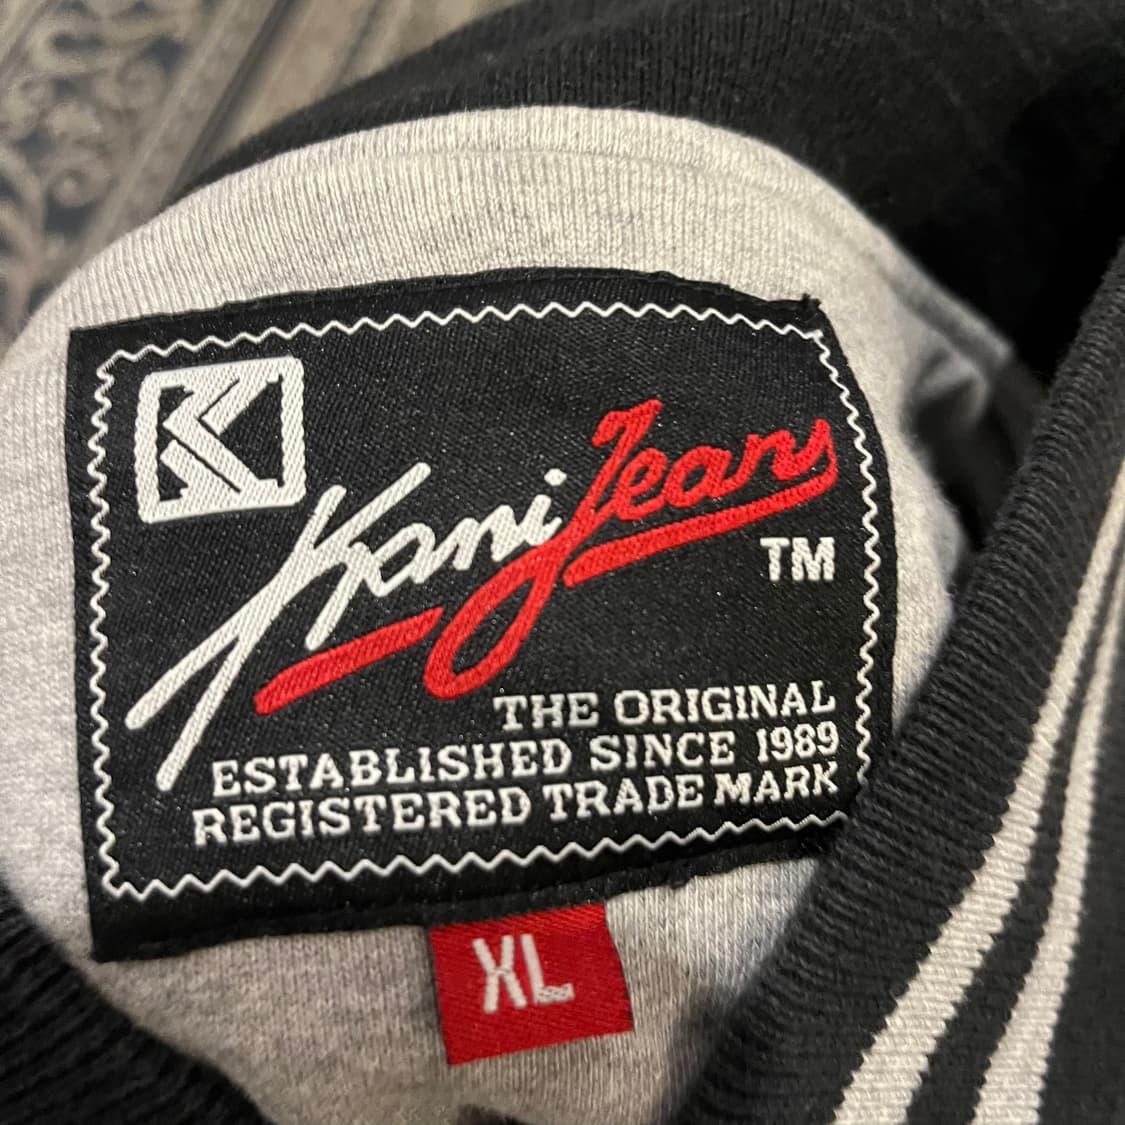 K
Kani Jeans
TM
THE ORIGINAL
ESTABLISHED SINCE 1989
REGISTERED TRADE MARK
XL